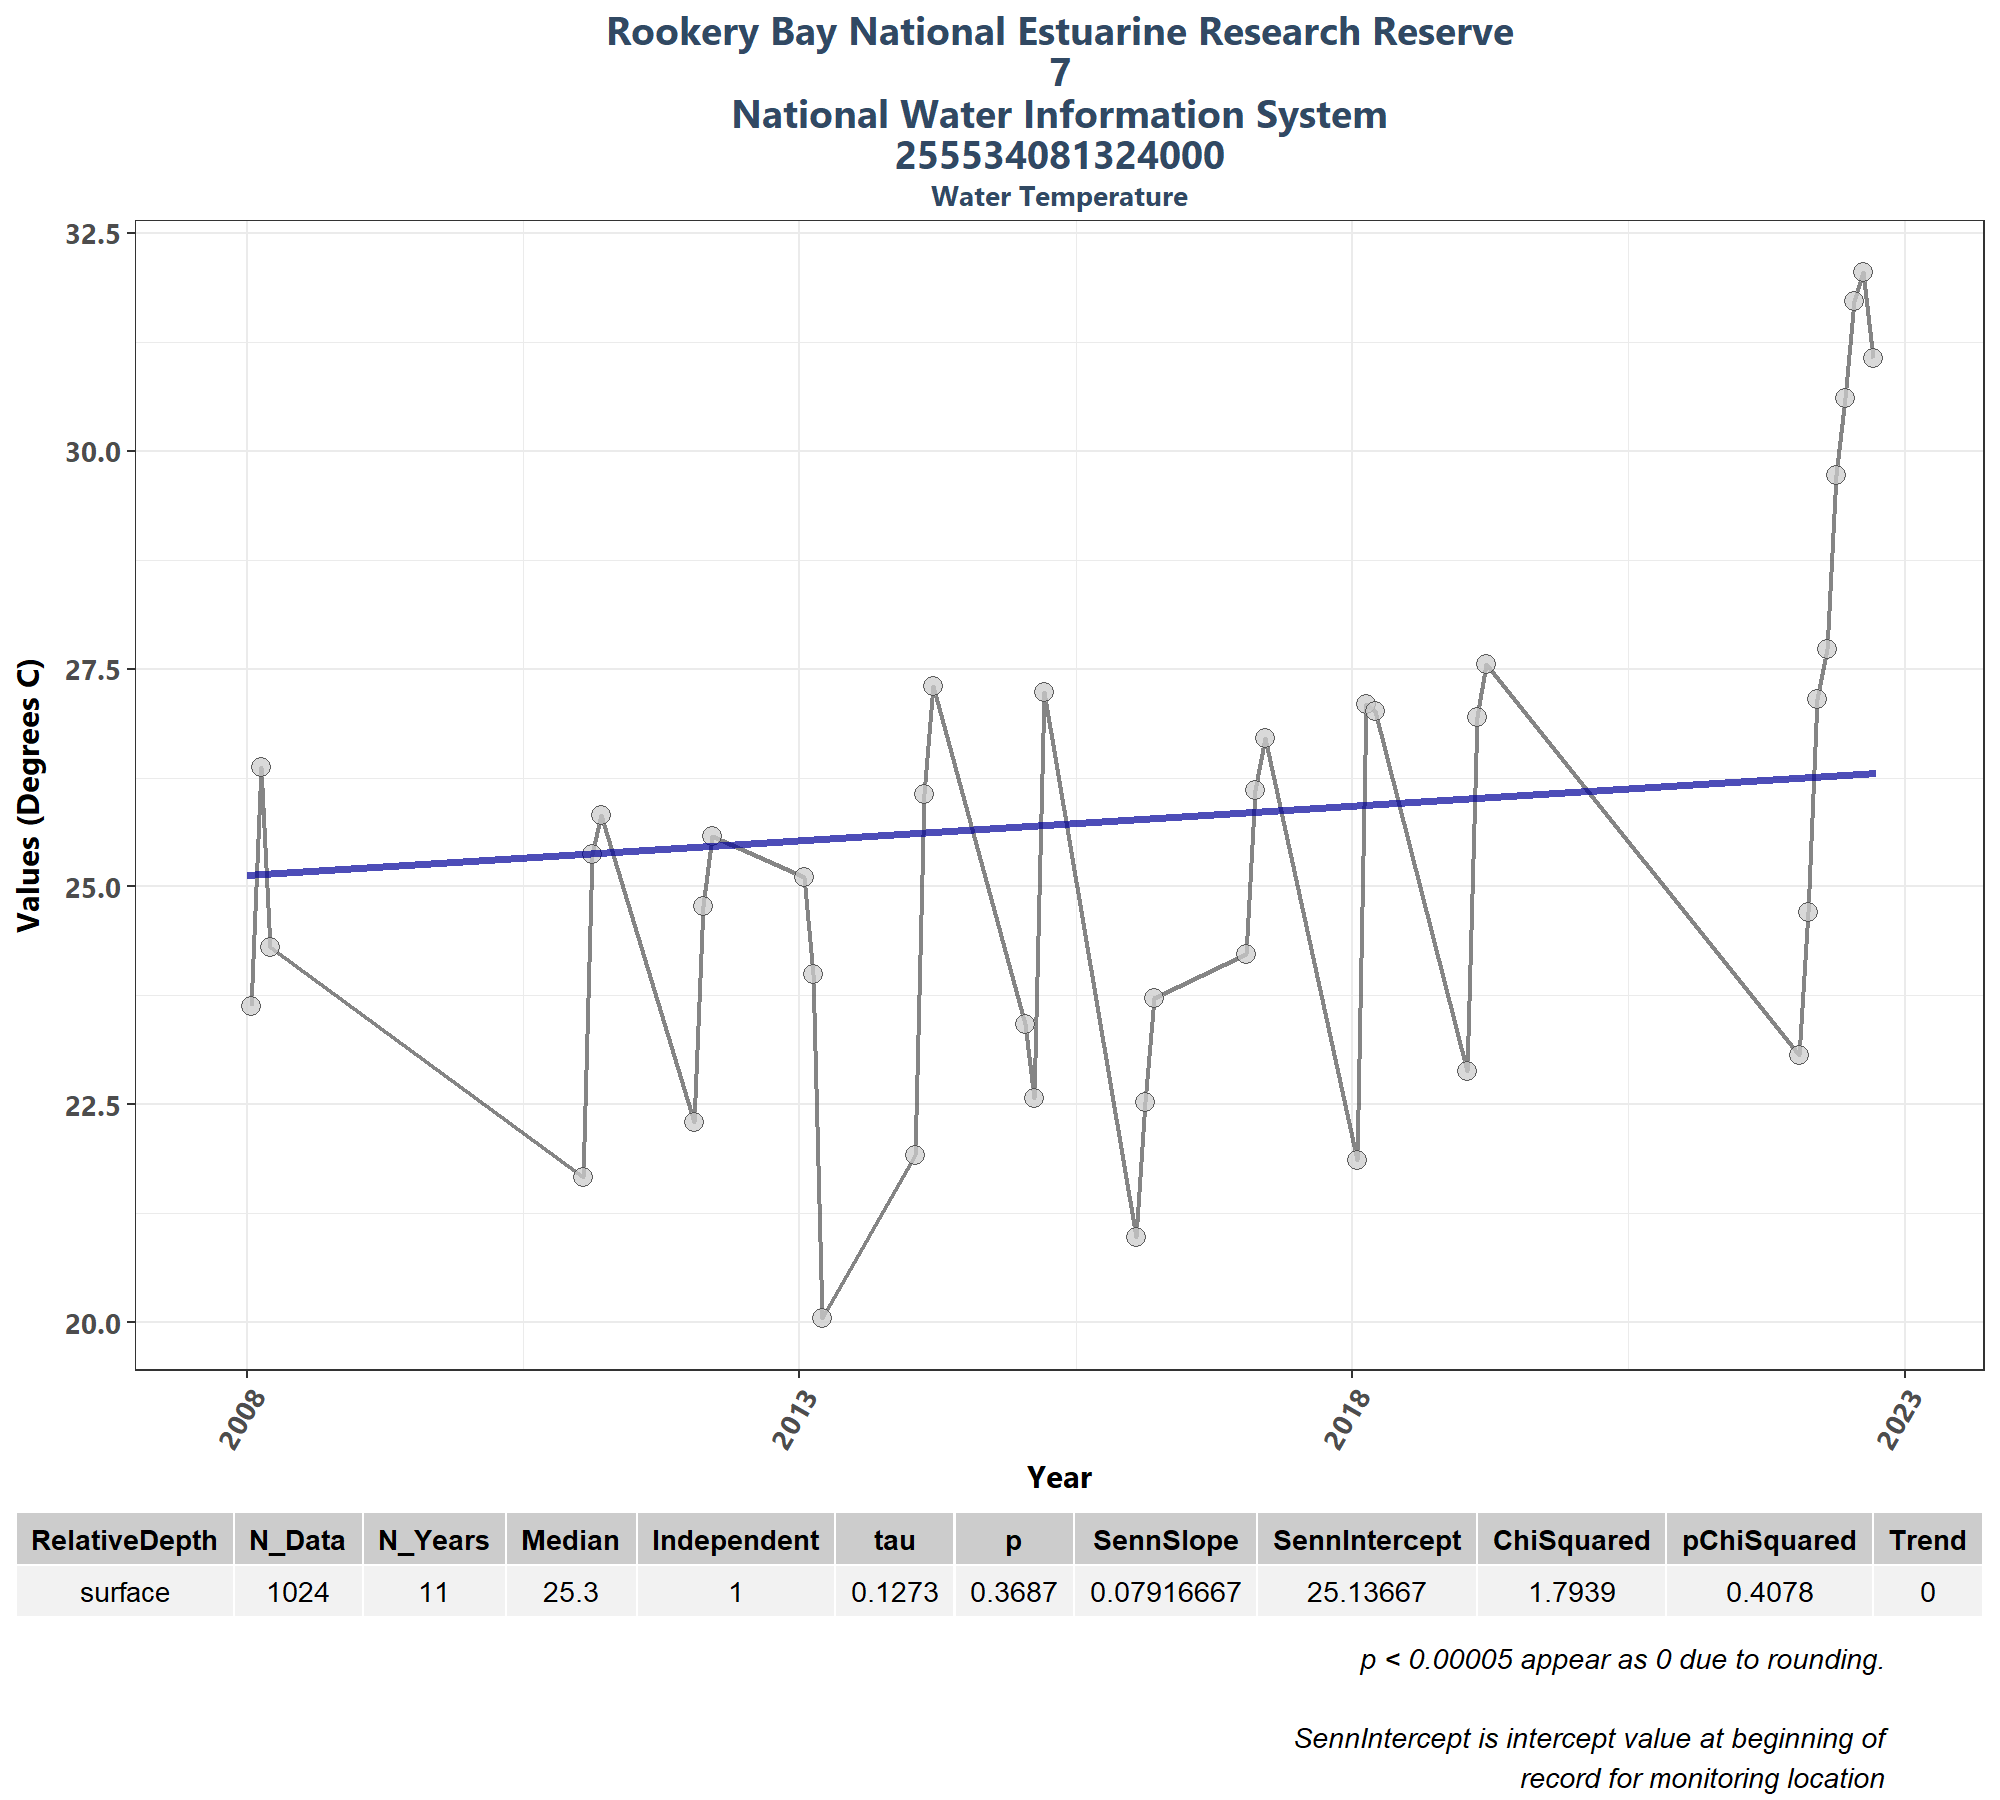 Rookery Bay National Estuarine Research Reserve
7
National Water Information System
255534081324000
Water Temperature
Values (Degrees C)
32.5
30.0
27.5
25.0
22.5
20.0
2008 2013 2018 2023
Year
RelativeDepth N_Data N_Years Median Independent tau p SennSlope SennIntercept ChiSquared pChiSquared Trend
surface 1024 11 25.3 1 0.1273 0.3687 0.07916667 25.13667 1.7939 0.4078 0
p < 0.00005 appear as 0 due to rounding.
SennIntercept is intercept value at beginning of
record for monitoring location